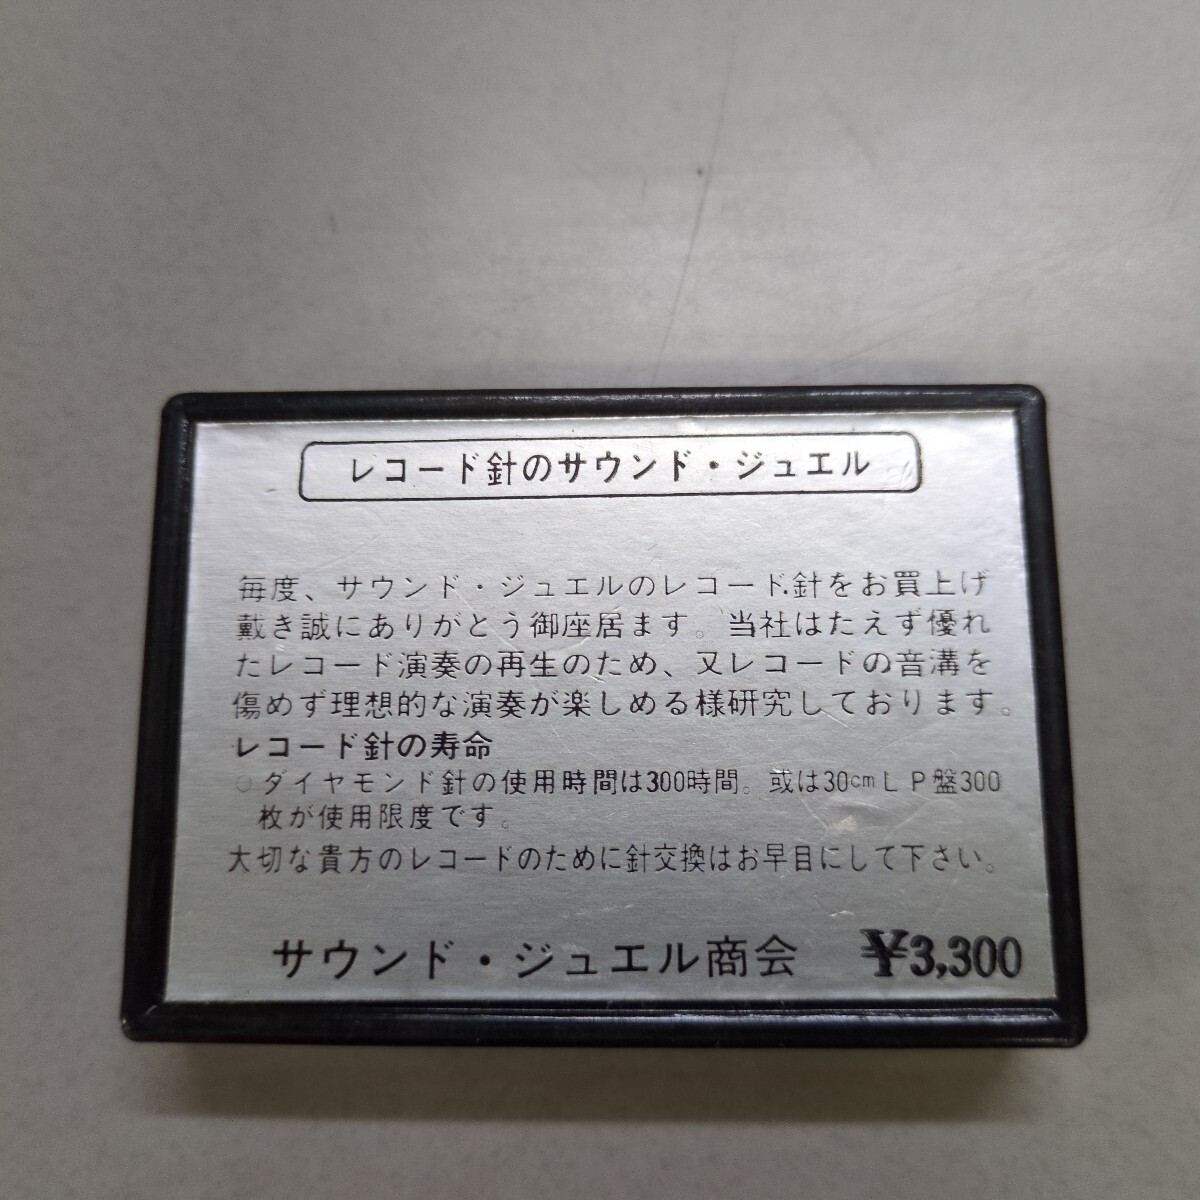 レコード針のサウンド・ジュエル
毎度、サウンド・ジュエルのレコード針をお買上げ
戴き誠にありがとう御座居ます。当社はたえず優れ
たレコード演奏の再生のため、又レコードの音溝を
傷めず理想的な演奏が楽しめる様研究しております。
レコード針の寿命
○ダイヤモンド針の使用時間は300時間。或は30cmLP盤300
枚が使用限度です。
大切な貴方のレコードのために針交換はお早目にして下さい。
サウンド・ジュエル商会 ¥3,300